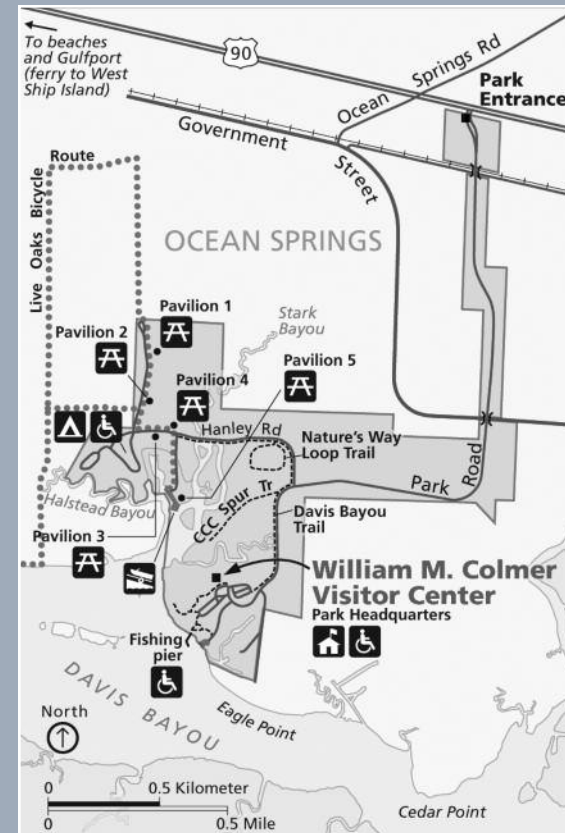 To beaches
and Gulfport
(ferry to West
Ship Island)
90
Ocean Springs Rd
Park
Entrance
Government
Street
Route
Live Oaks Bicycle
OCEAN SPRINGS
Pavilion 1
Stark
Bayou
Pavilion 2
Pavilion 5
Pavilion 4
Hanley Rd
Nature's Way
Loop Trail
Park Road
CCC Spur Tr
Halstead Bayou
Davis Bayou
Trail
Pavilion 3
William M. Colmer
Visitor Center
Park Headquarters
Fishing
pier
DAVIS BAYOU
Eagle Point
North
0 0.5 Kilometer
0 0.5 Mile
Cedar Point